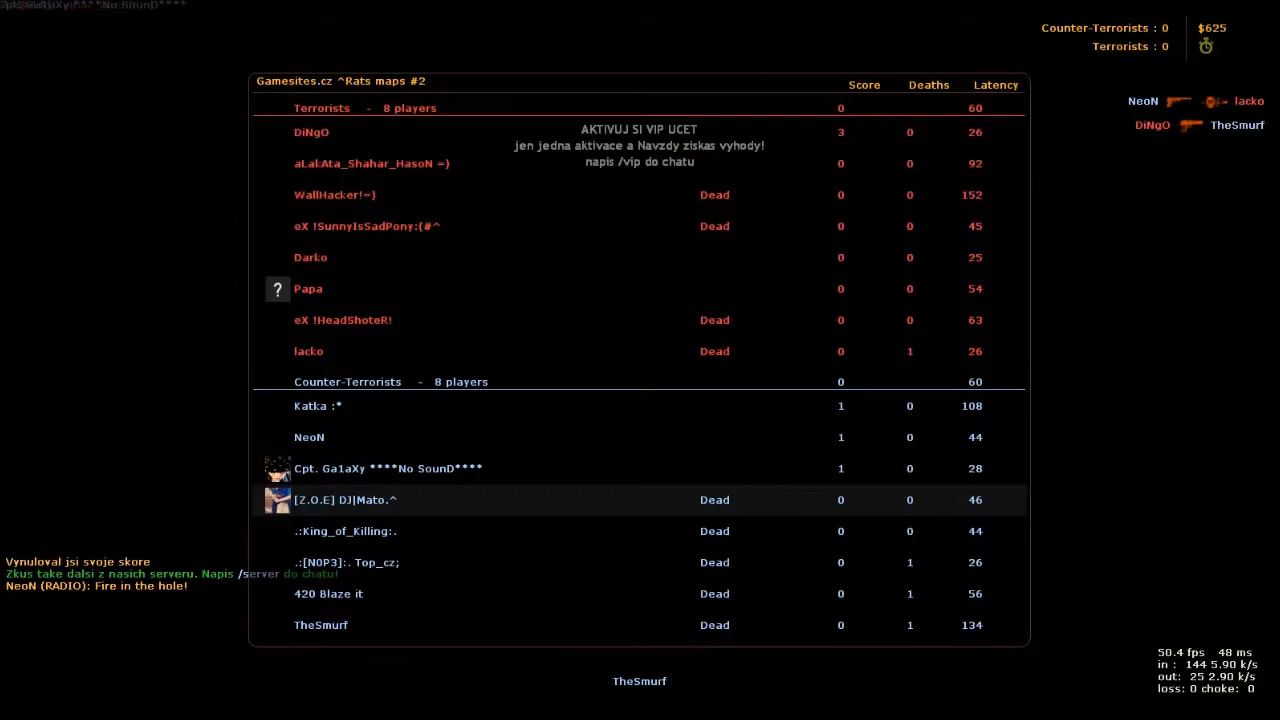 Counter-Terrorists : 0 $625
Terrorists : 0
Gamesites.cz ^Rats maps #2 Score Deaths Latency
NeoN lacko
Terrorists - 8 players 0 60
DiNgO TheSmurf
DiNgO 3 0 26
AKTIVUJ SI VIP UCET
jen jedna aktivace a Navzdy ziskas vyhody!
napis /vip do chatu
aLakAta_Shahar_HasoN =) 0 0 92
WallHacker!=) Dead 0 0 152
eX !SunnyIsSadPony:(#^ Dead 0 0 45
Darko 0 0 25
? Papa 0 0 54
eX !HeadShoteR! Dead 0 0 63
lacko Dead 0 1 26
Counter-Terrorists - 8 players 0 60
Katka :* 1 0 108
NeoN 1 0 44
Cpt. Ga1aXy ****No SounD**** 1 0 28
[Z.O.E] DJ|Mato.^ Dead 0 0 46
.:King_of_Killing:. Dead 0 0 44
.:[N0P3]:. Top_cz; Dead 0 1 26
420 Blaze it Dead 0 1 56
TheSmurf Dead 0 1 134
Vynuloval jsi svoje skore
Zkus take dalsi z nasich serveru. Napis /server do chatu!
NeoN (RADIO): Fire in the hole!
TheSmurf
50.4 fps 48 ms
in : 144 5.90 k/s
out: 25 2.90 k/s
loss: 0 choke: 0